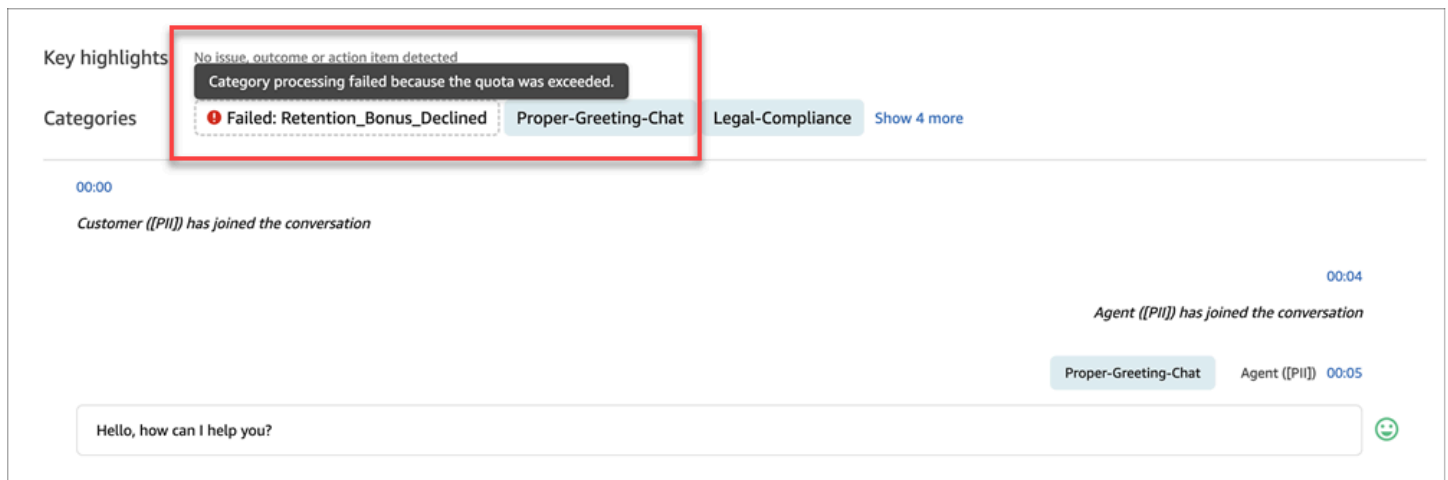 Key highlights No issue, outcome or action item detected
Category processing failed because the quota was exceeded.
Categories Failed: Retention_Bonus_Declined Proper-Greeting-Chat Legal-Compliance Show 4 more
00:00
Customer ([PII]) has joined the conversation
00:04
Agent ([PII]) has joined the conversation
Proper-Greeting-Chat Agent ([PII]) 00:05
Hello, how can I help you?